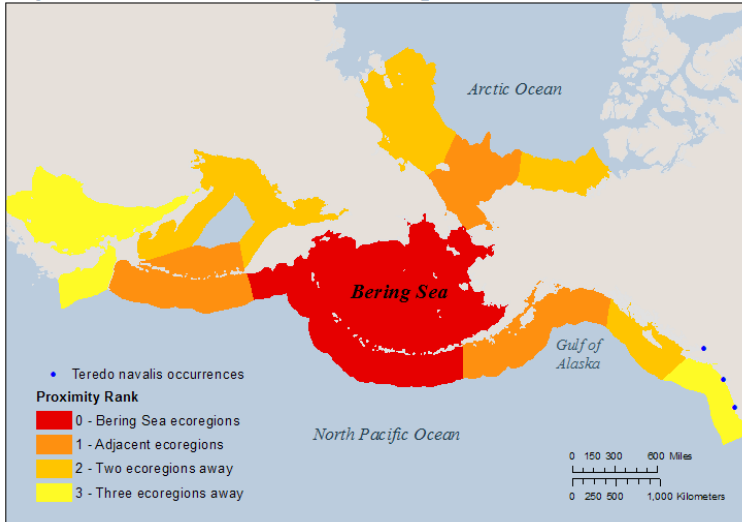 Arctic Ocean
Bering Sea
Gulf of
Alaska
North Pacific Ocean
Teredo navalis occurrences
Proximity Rank
0 - Bering Sea ecoregions
1 - Adjacent ecoregions
2 - Two ecoregions away
3 - Three ecoregions away
0 150 300 600 Miles
0 250 500 1,000 Kilometers